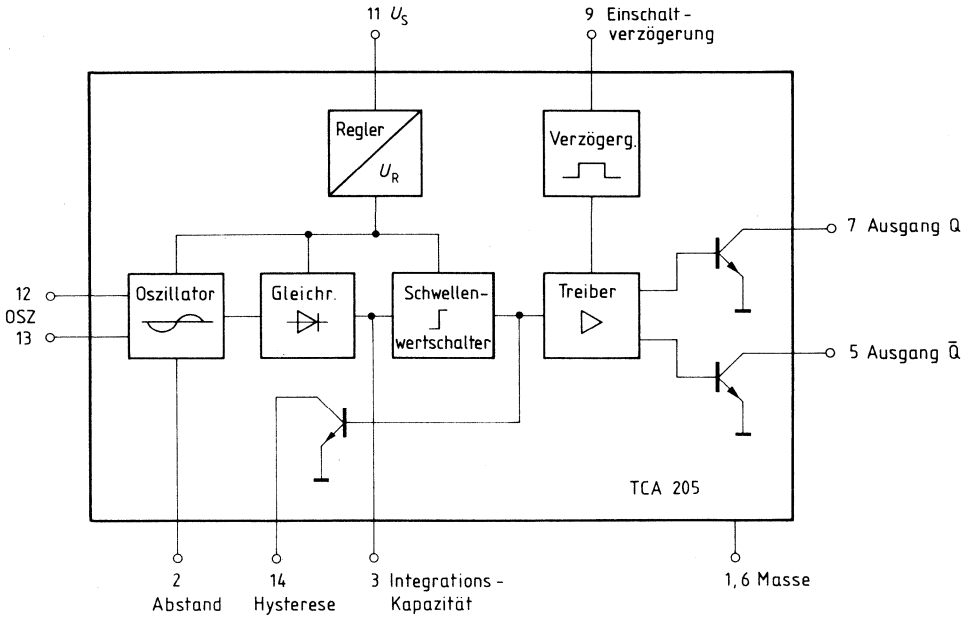 11 U_S
9 Einschalt-
verzögerung
Regler
U_R
Verzögerg.
7 Ausgang Q
12
OSZ
13
Oszillator
Gleichr.
Schwellen-
wertschalter
Treiber
5 Ausgang Q̄
TCA 205
2
Abstand
14
Hysterese
3 Integrations-
Kapazität
1,6 Masse